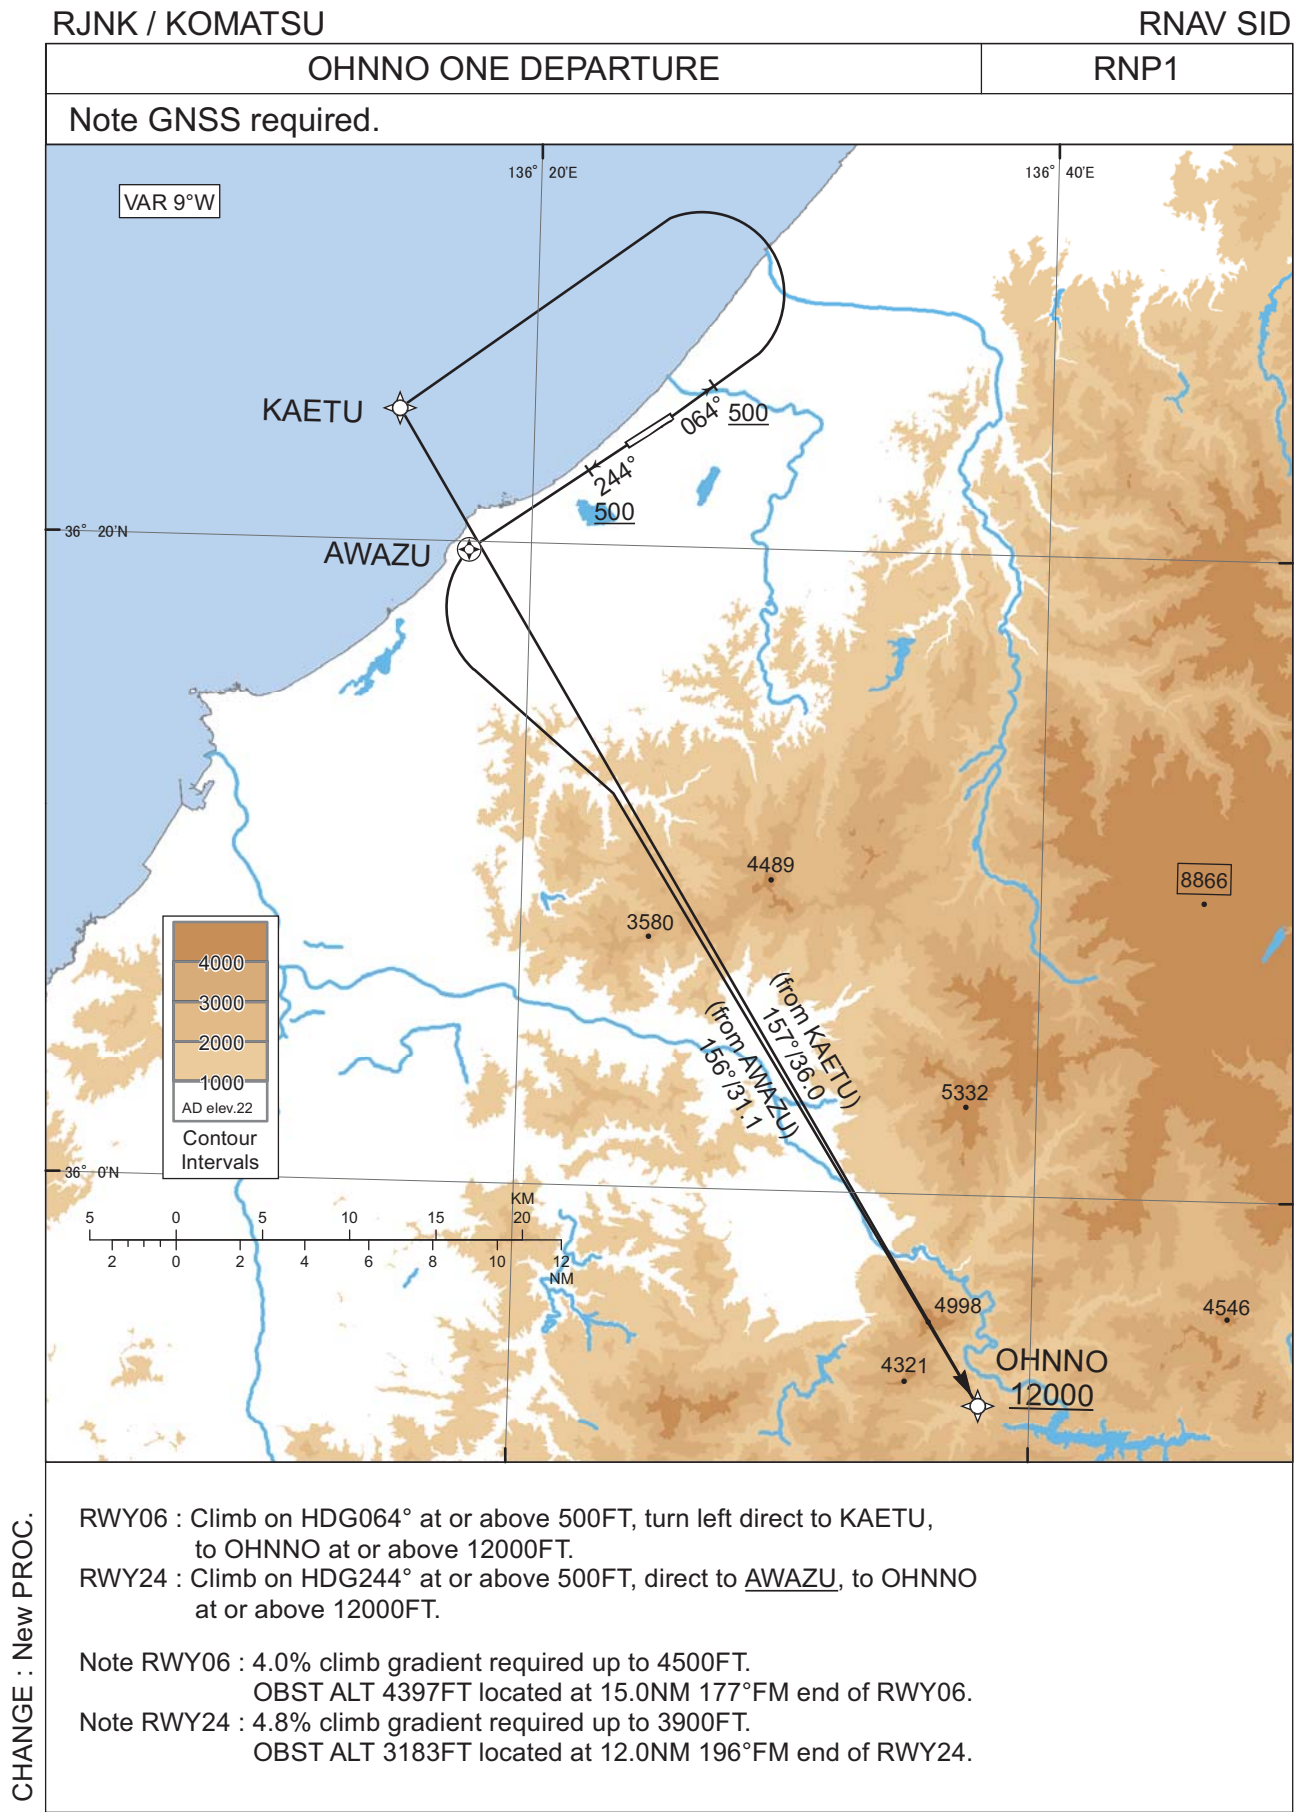 RJNK / KOMATSU
RNAV SID
OHNNO ONE DEPARTURE
RNP1
Note GNSS required.
136° 20'E
136° 40'E
VAR 9°W
KAETU
064°
500
244°
500
36° 20'N
AWAZU
4489
8866
3580
4000
3000
2000
1000
AD elev.22
Contour
Intervals
(from KAETU)
157°/36.0
(from AWAZU)
156°/31.1
5332
36° 0'N
KM
5 0 5 10 15 20
2 0 2 4 6 8 10 12
NM
4998
4546
4321
OHNNO
12000
RWY06 : Climb on HDG064° at or above 500FT, turn left direct to KAETU,
to OHNNO at or above 12000FT.
RWY24 : Climb on HDG244° at or above 500FT, direct to AWAZU, to OHNNO
at or above 12000FT.
Note RWY06 : 4.0% climb gradient required up to 4500FT.
OBST ALT 4397FT located at 15.0NM 177°FM end of RWY06.
Note RWY24 : 4.8% climb gradient required up to 3900FT.
OBST ALT 3183FT located at 12.0NM 196°FM end of RWY24.
CHANGE : New PROC.